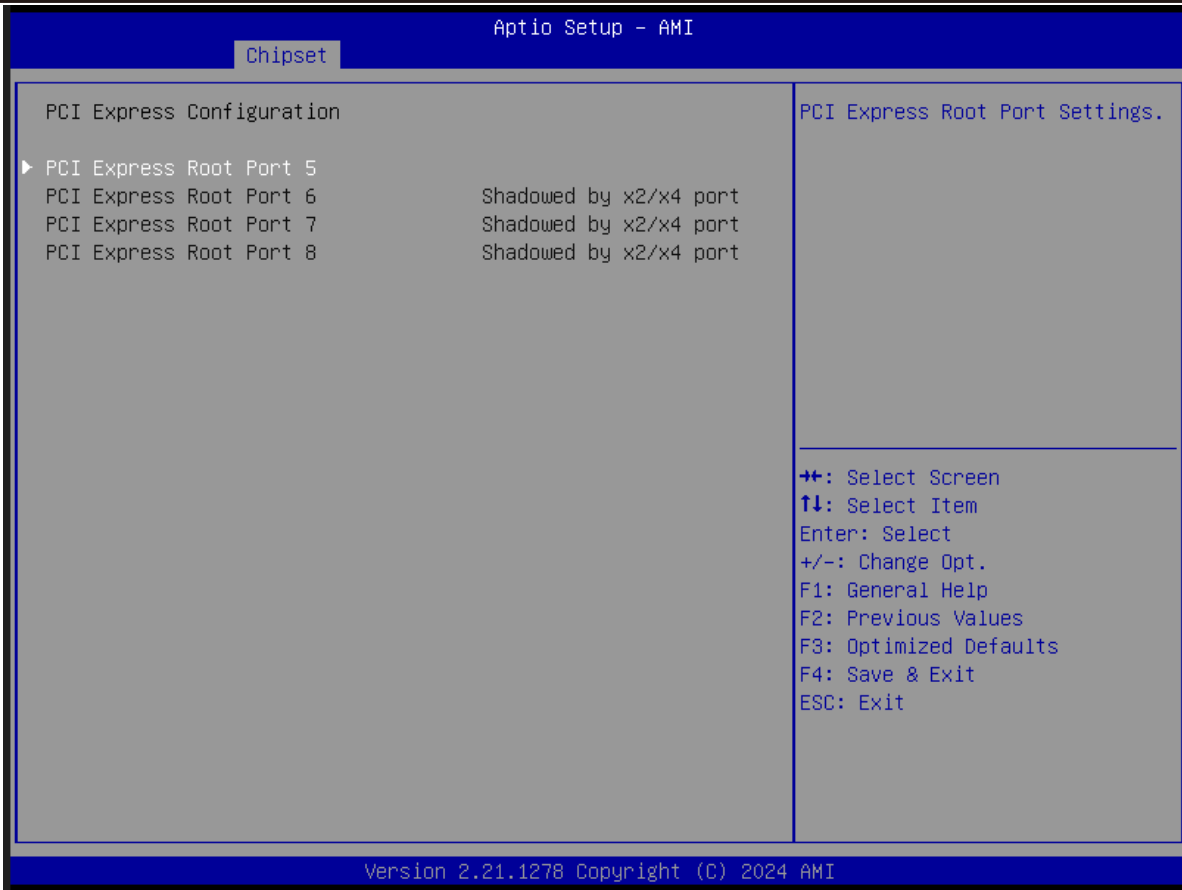 Aptio Setup - AMI
Chipset
PCI Express Configuration
PCI Express Root Port 5
PCI Express Root Port 6 Shadowed by x2/x4 port
PCI Express Root Port 7 Shadowed by x2/x4 port
PCI Express Root Port 8 Shadowed by x2/x4 port
PCI Express Root Port Settings.
→←: Select Screen
↑↓: Select Item
Enter: Select
+/-: Change Opt.
F1: General Help
F2: Previous Values
F3: Optimized Defaults
F4: Save & Exit
ESC: Exit
Version 2.21.1278 Copyright (C) 2024 AMI